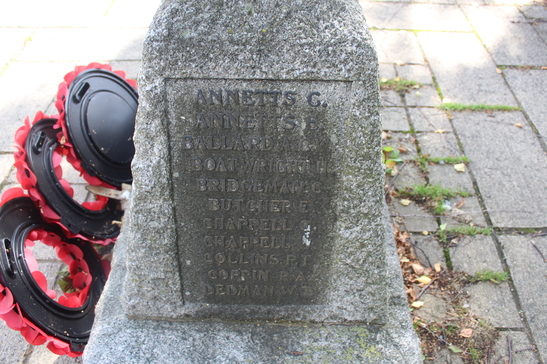 ANNETTS G.
ANNETTS
BALLARD
BOATWRIGHT H
BRIDGEMAN C
BUTCHER E
CHAPPELL
CHAPPELL
COLLINS. P. T.
COPPIN R. A.
DEDMAN W.